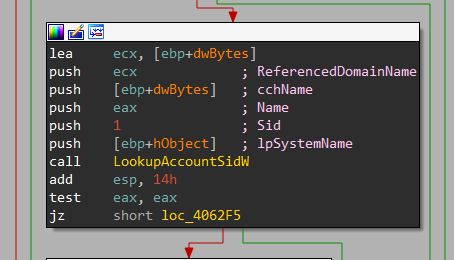 lea ecx, [ebp+dwBytes]
push ecx ; ReferencedDomainName
push [ebp+dwBytes] ; cchName
push eax ; Name
push 1 ; Sid
push [ebp+hObject] ; lpSystemName
call LookupAccountSidW
add esp, 14h
test eax, eax
jz short loc_4062F5